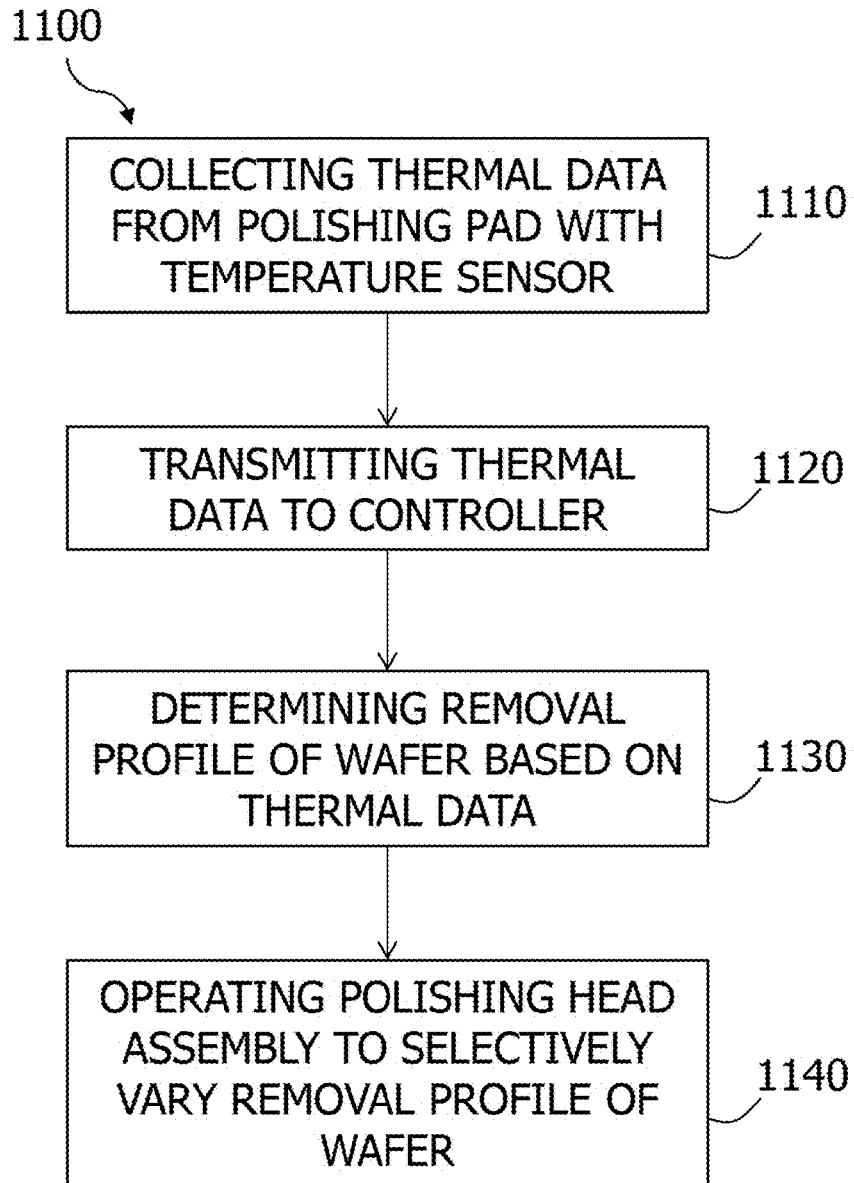 1100
COLLECTING THERMAL DATA
FROM POLISHING PAD WITH
TEMPERATURE SENSOR
1110
TRANSMITTING THERMAL
DATA TO CONTROLLER
1120
DETERMINING REMOVAL
PROFILE OF WAFER BASED ON
THERMAL DATA
1130
OPERATING POLISHING HEAD
ASSEMBLY TO SELECTIVELY
VARY REMOVAL PROFILE OF
WAFER
1140